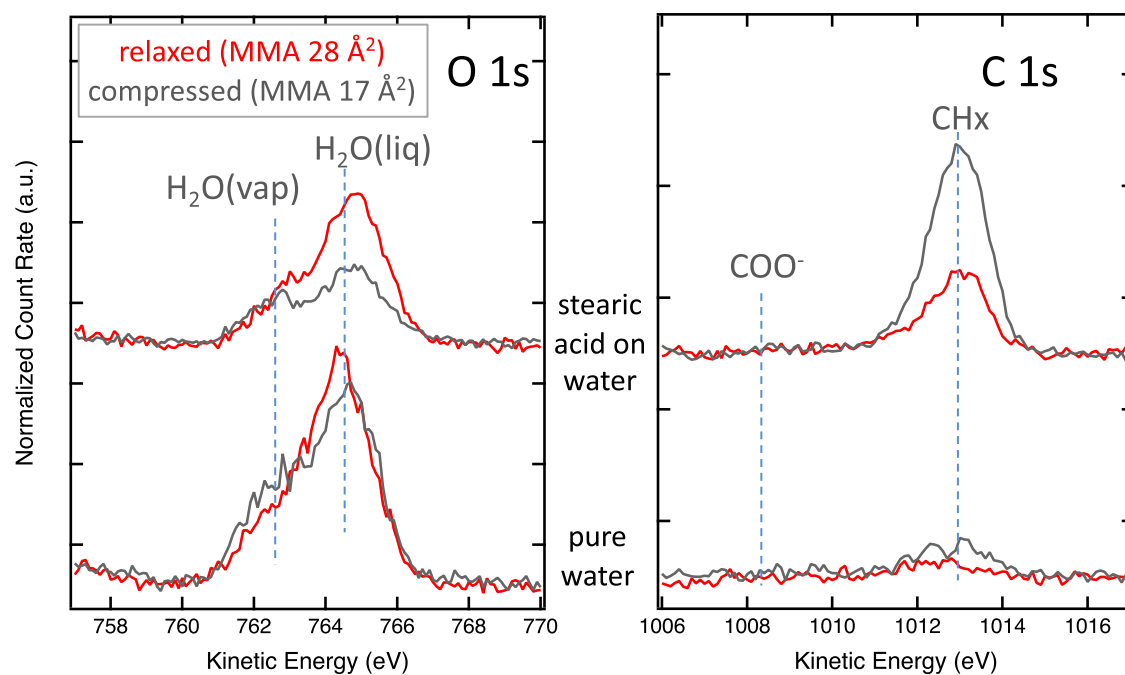 relaxed (MMA 28 Å²)
compressed (MMA 17 Å²)
O 1s
H₂O(vap)
H₂O(liq)
Normalized Count Rate (a.u.)
758 760 762 764 766 768 770
Kinetic Energy (eV)
stearic
acid on
water
pure
water
C 1s
CHx
COO⁻
1006 1008 1010 1012 1014 1016
Kinetic Energy (eV)